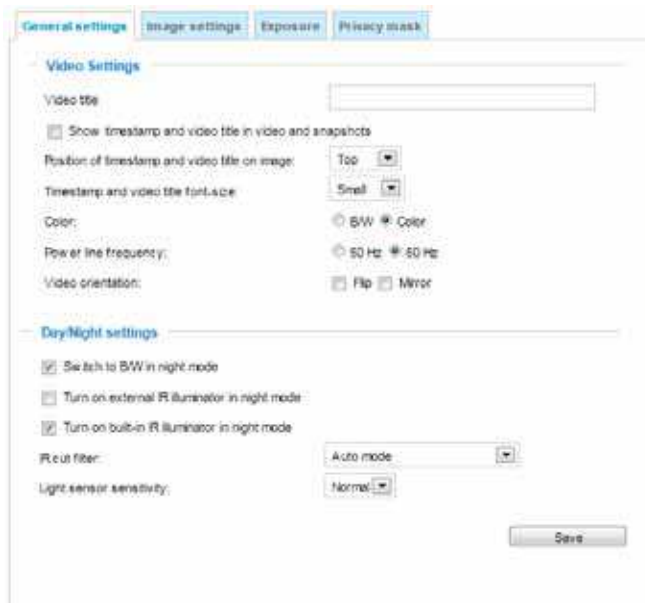 General settings Image settings Exposure Privacy mask
Video Settings
Video title
Show timestamp and video title in video and snapshots
Position of timestamp and video title on image: Top
Timestamp and video title font-size: Small
Color: B/W Color
Power line frequency: 50 Hz 60 Hz
Video orientation: Flip Mirror
Day/Night settings
Switch to B/W in night mode
Turn on external IR illuminator in night mode
Turn on built-in IR illuminator in night mode
IR cut filter: Auto mode
Light sensor sensitivity: Normal
Save